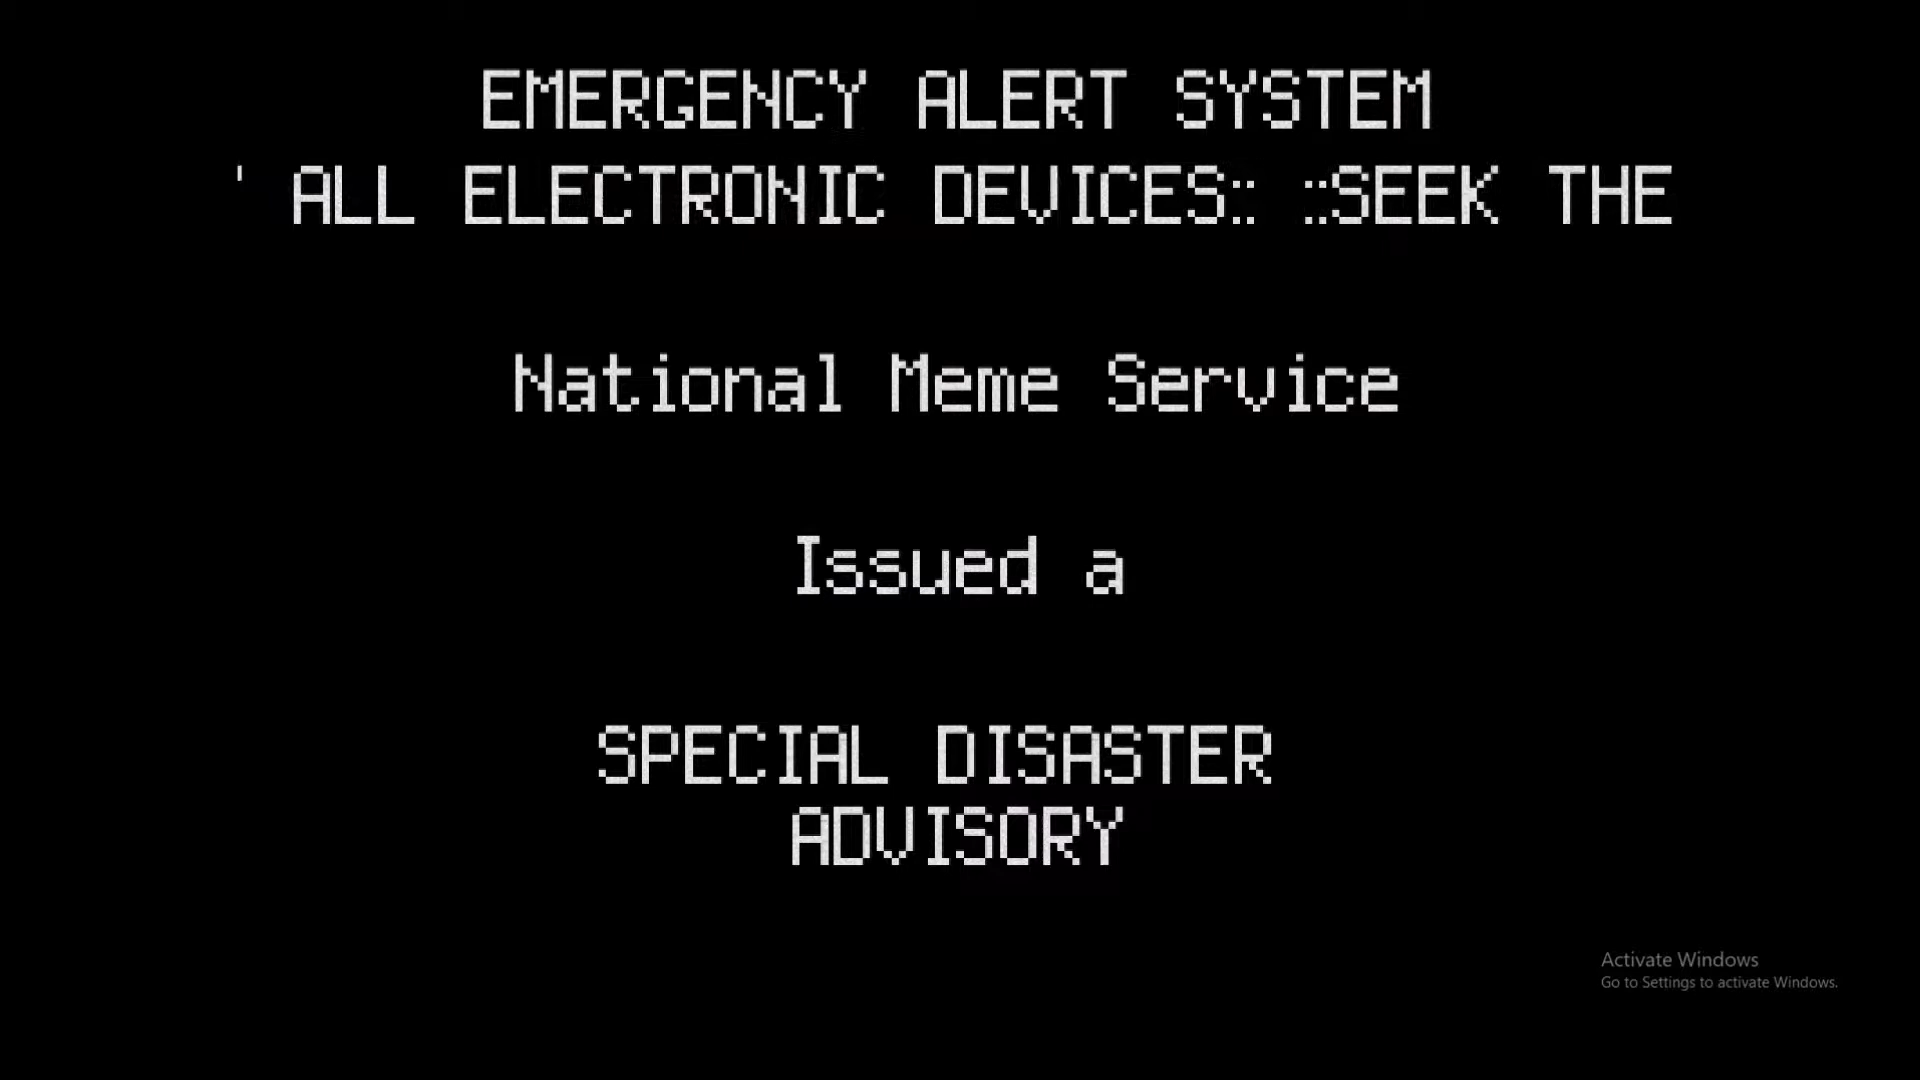 EMERGENCY ALERT SYSTEM
' ALL ELECTRONIC DEVICES:: ::SEEK THE
National Meme Service
Issued a
SPECIAL DISASTER
ADVISORY
Activate Windows
Go to Settings to activate Windows.